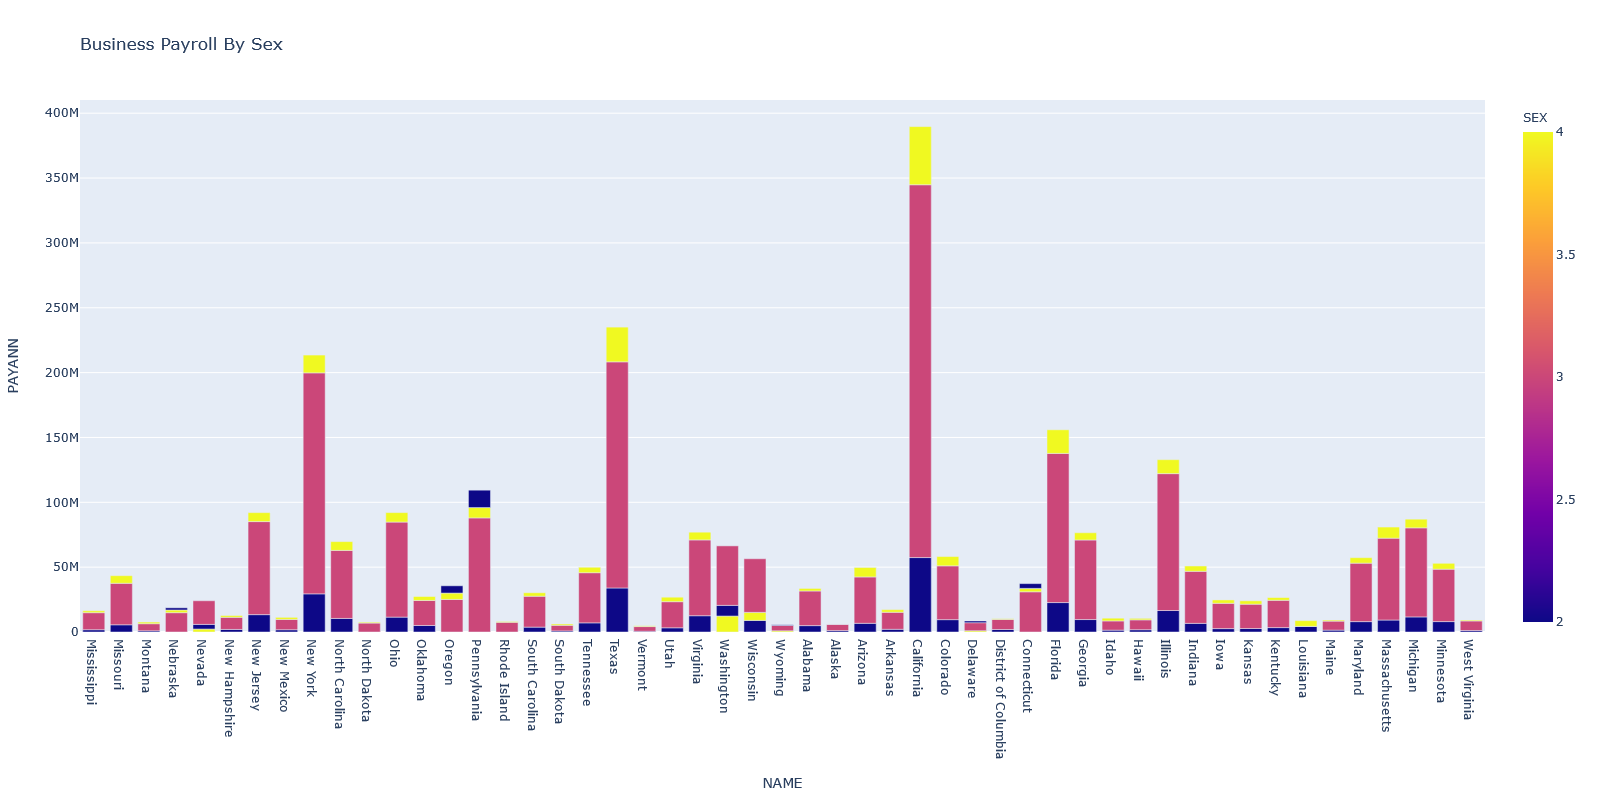 Business Payroll By Sex
400M
350M
300M
250M
200M
150M
100M
50M
0
PAYANN
Mississippi
Missouri
Montana
Nebraska
Nevada
New Hampshire
New Jersey
New Mexico
New York
North Carolina
North Dakota
Ohio
Oklahoma
Oregon
Pennsylvania
Rhode Island
South Carolina
South Dakota
Tennessee
Texas
Vermont
Utah
Virginia
Washington
Wisconsin
Wyoming
Alabama
Alaska
Arizona
Arkansas
California
Colorado
Delaware
District of Columbia
Connecticut
Florida
Georgia
Idaho
Hawaii
Illinois
Indiana
Iowa
Kansas
Kentucky
Louisiana
Maine
Maryland
Massachusetts
Michigan
Minnesota
West Virginia
NAME
SEX
4
3.5
3
2.5
2